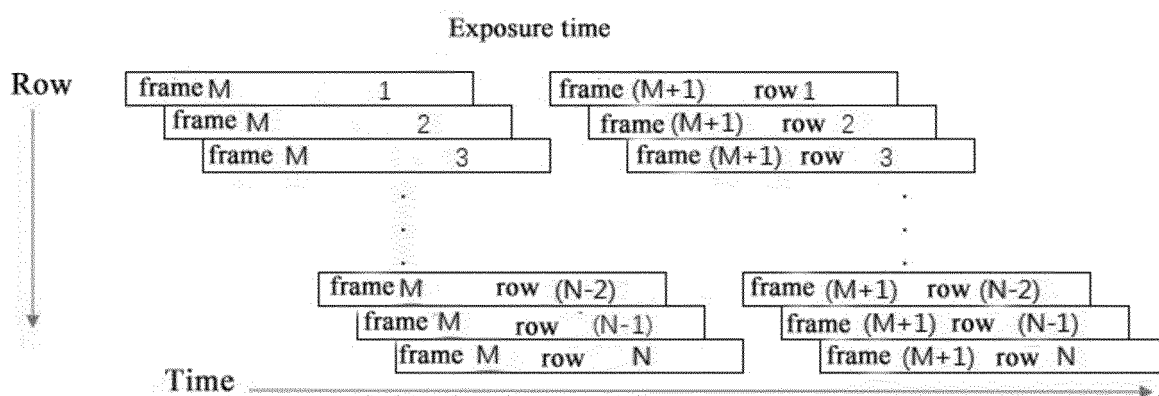 Exposure time
Row
frame M 1 frame (M+1) row 1
frame M 2 frame (M+1) row 2
frame M 3 frame (M+1) row 3
frame M row (N-2) frame (M+1) row (N-2)
frame M row (N-1) frame (M+1) row (N-1)
frame M row N frame (M+1) row N
Time